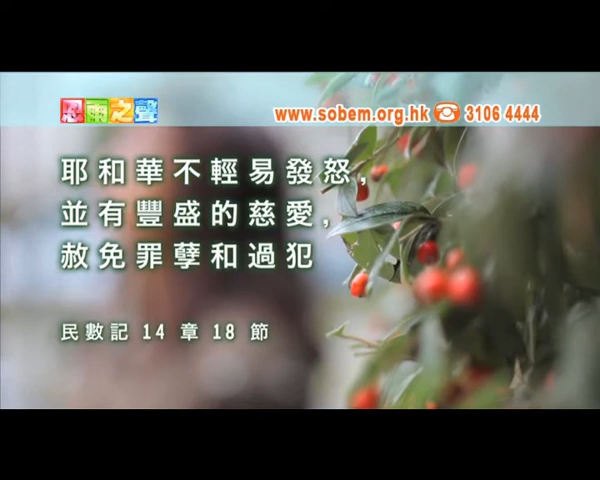 恩雨之聲
www.sobem.org.hk ☎ 3106 4444
耶和華不輕易發怒,
並有豐盛的慈愛,
赦免罪孽和過犯
民數記 14 章 18 節